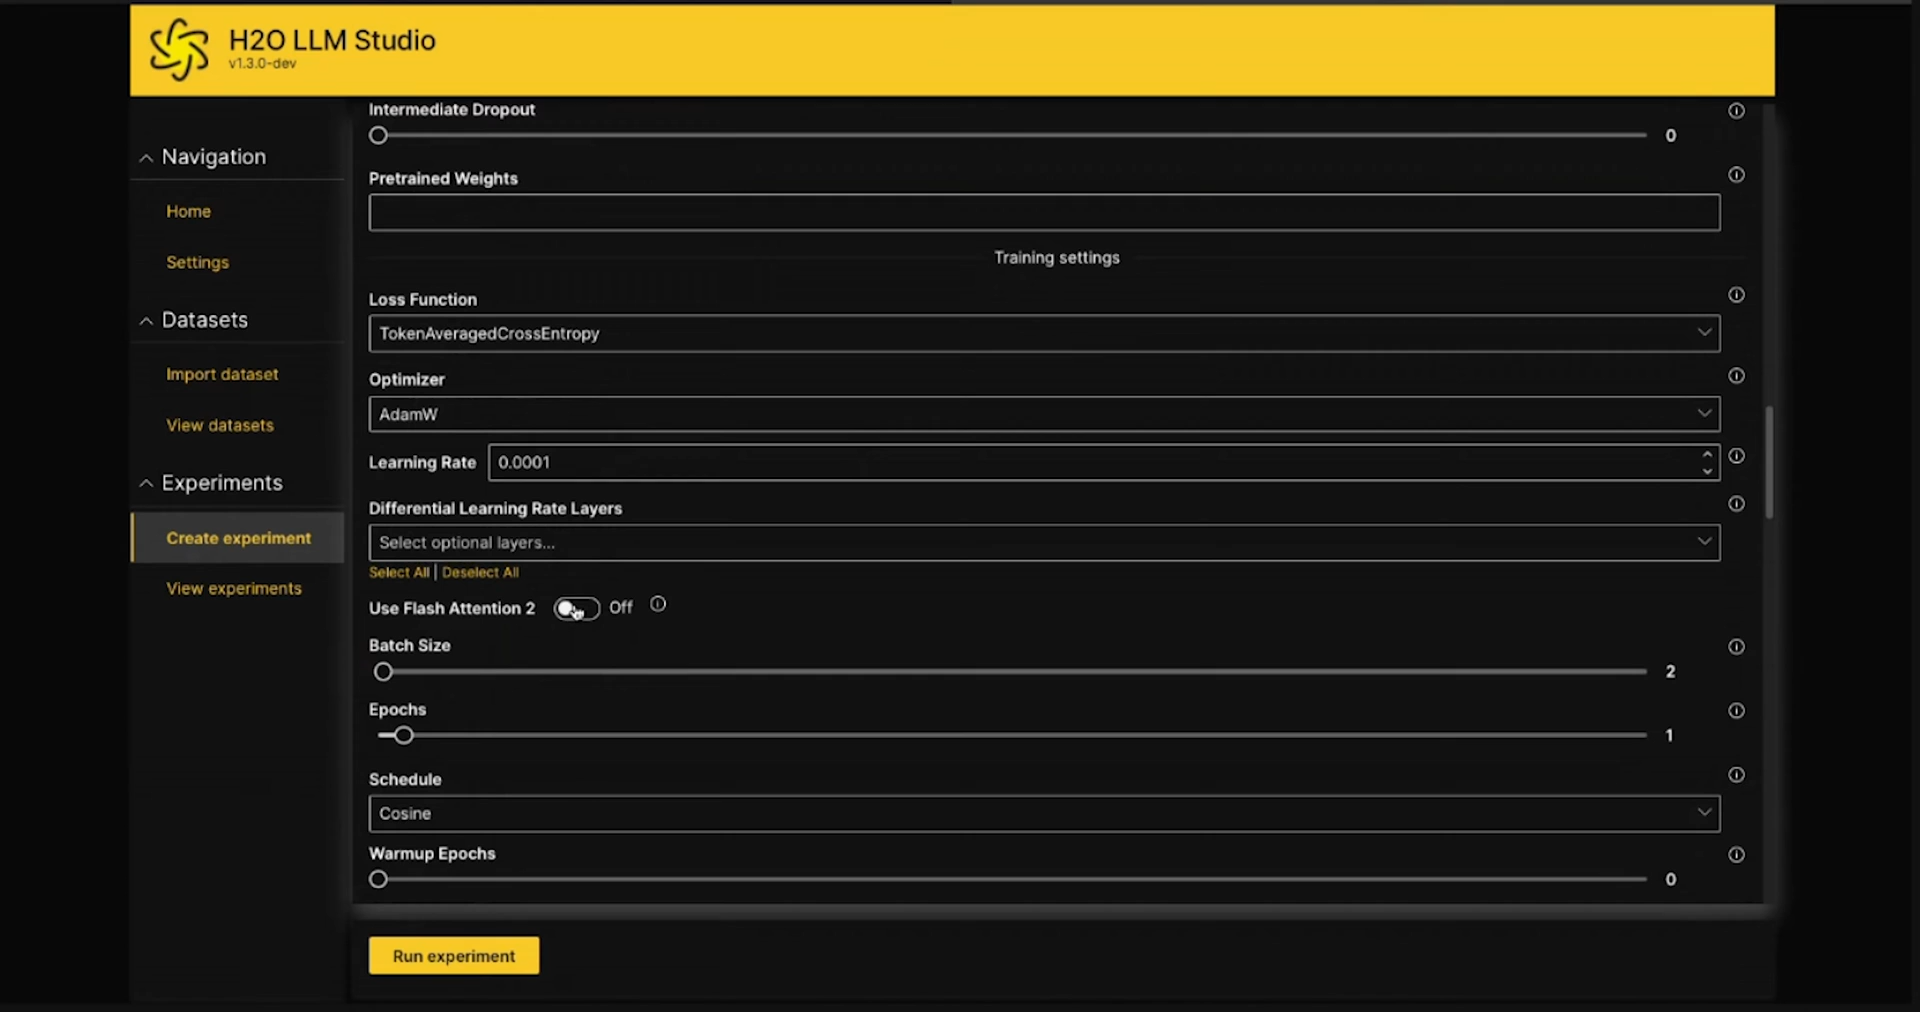 H2O LLM Studio
v1.3.0-dev
Navigation
Home
Settings
Datasets
Import dataset
View datasets
Experiments
Create experiment
View experiments
Intermediate Dropout
0
Pretrained Weights
Training settings
Loss Function
TokenAveragedCrossEntropy
Optimizer
AdamW
Learning Rate 0.0001
Differential Learning Rate Layers
Select optional layers...
Select All | Deselect All
Use Flash Attention 2 Off
Batch Size
2
Epochs
1
Schedule
Cosine
Warmup Epochs
0
Run experiment